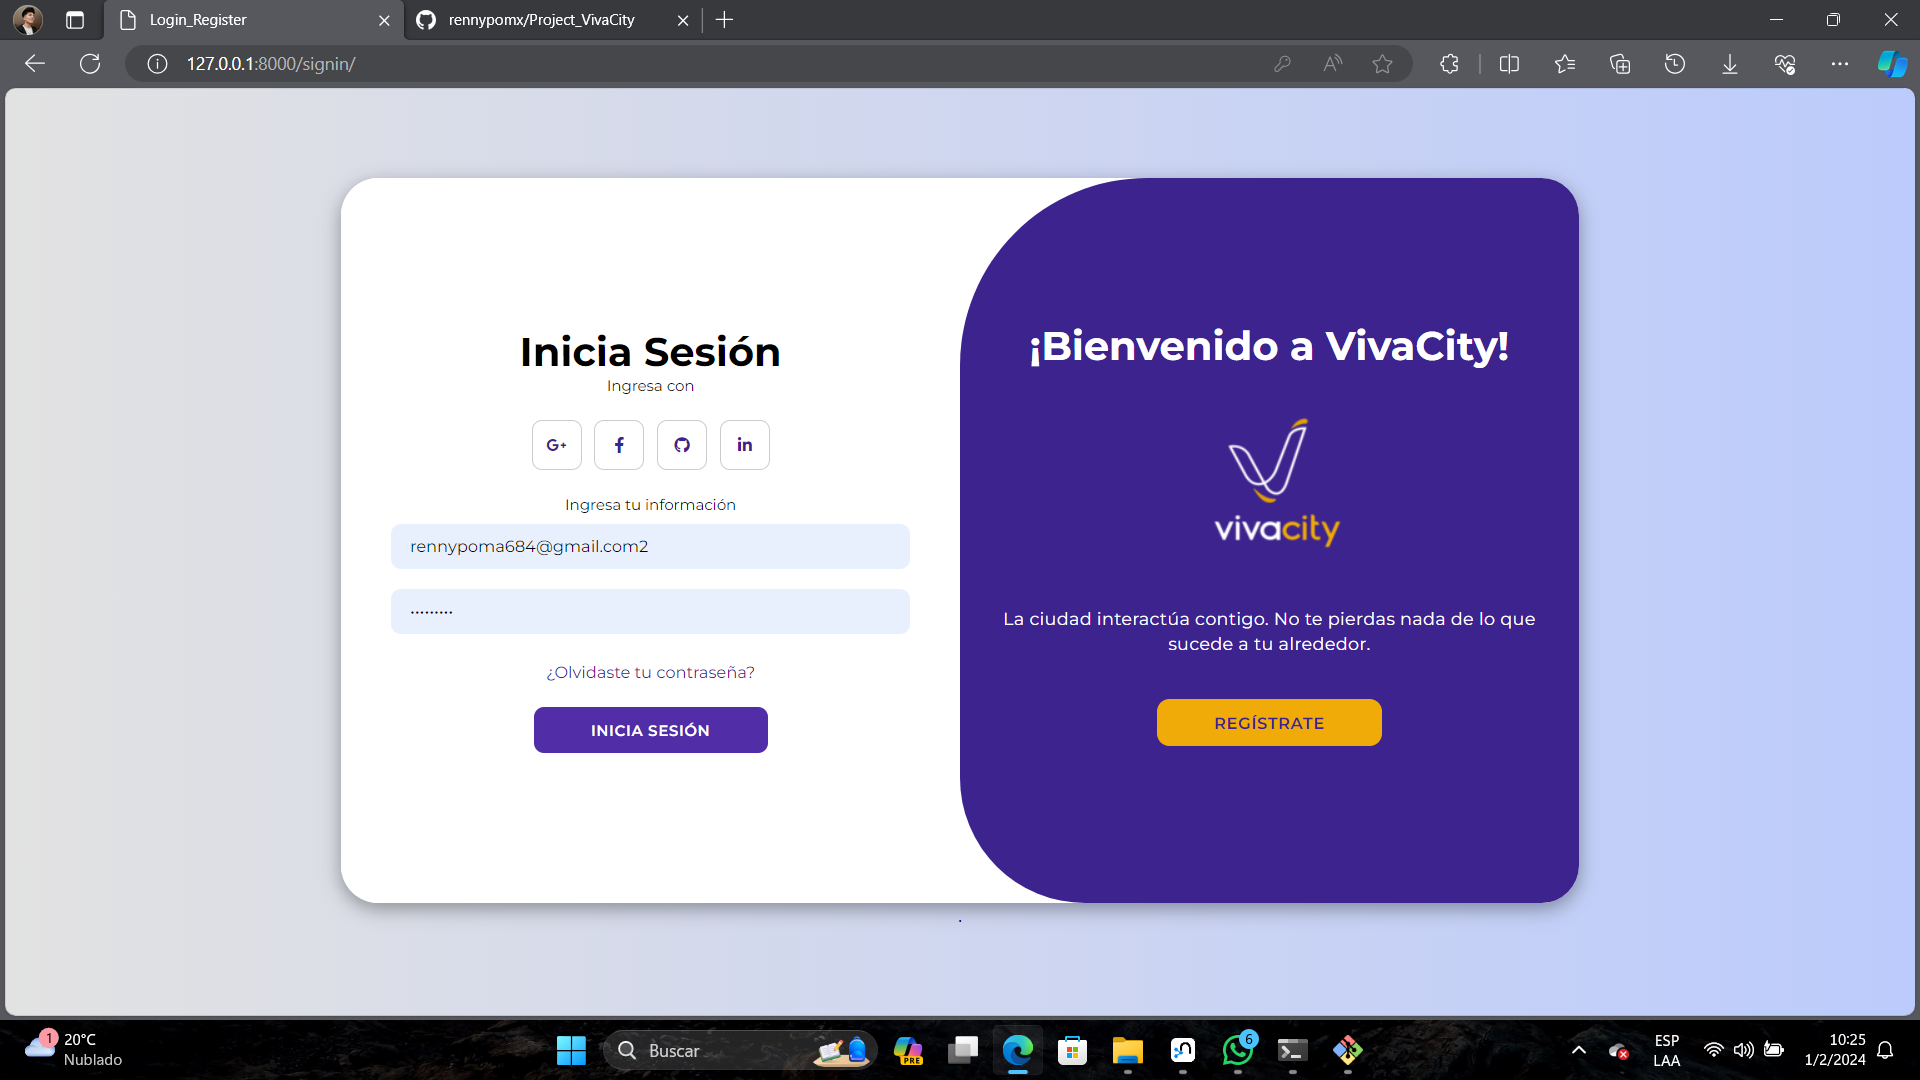 Login_Register
rennypomx/Project_VivaCity
127.0.0.1:8000/signin/
Inicia Sesión
Ingresa con
G+
f
in
Ingresa tu información
rennypoma684@gmail.com2
¿Olvidaste tu contraseña?
INICIA SESIÓN
¡Bienvenido a VivaCity!
vivacity
La ciudad interactúa contigo. No te pierdas nada de lo que
sucede a tu alrededor.
REGÍSTRATE
1
20°C
Nublado
Buscar
PRE
6
ESP
LAA
10:25
1/2/2024